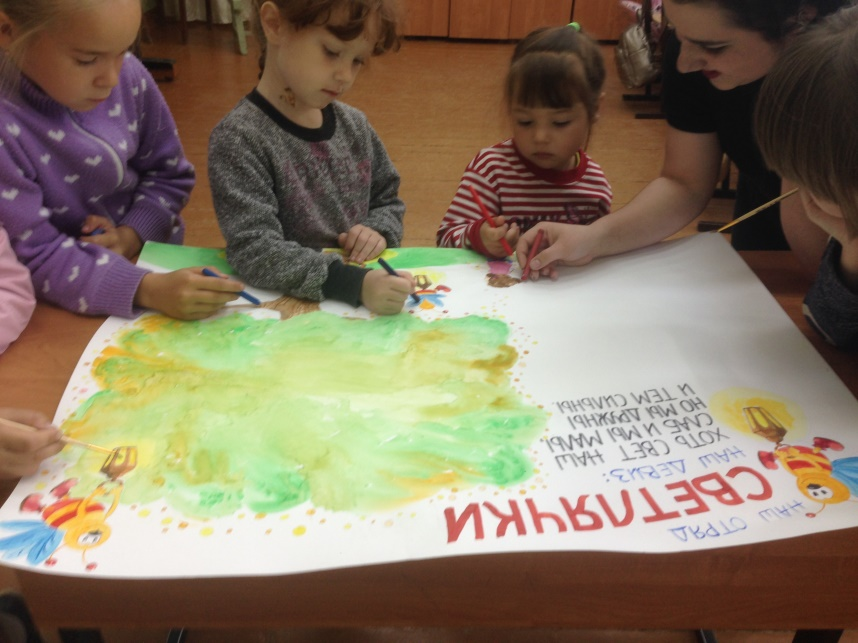 НАШ ОТРЯД
СВЕТЛЯЧКИ
НАШ ДЕВИЗ:
ХОТЬ СВЕТ НАШ
СЛАБ И МЫ МАЛЫ,
НО МЫ ДРУЖНЫ
И ТЕМ СИЛЬНЫ.